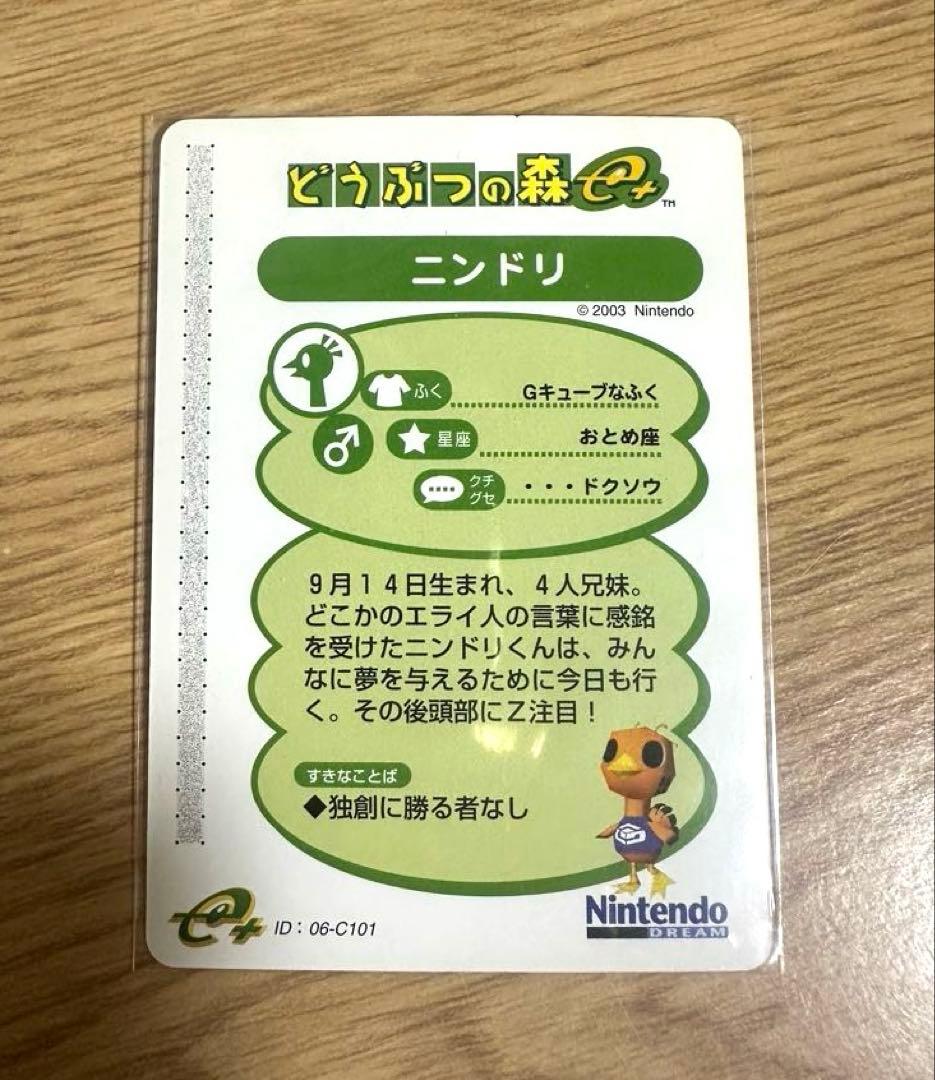 どうぶつの森e+™
ニンドリ
© 2003 Nintendo
ふく Gキューブなふく
星座 おとめ座
クチグセ ・・・ドクソウ
9月14日生まれ、4人兄妹。
どこかのエライ人の言葉に感銘
を受けたニンドリくんは、みん
なに夢を与えるために今日も行
く。その後頭部にZ注目！
すきなことば
◆独創に勝る者なし
e+ ID：06-C101
Nintendo
DREAM